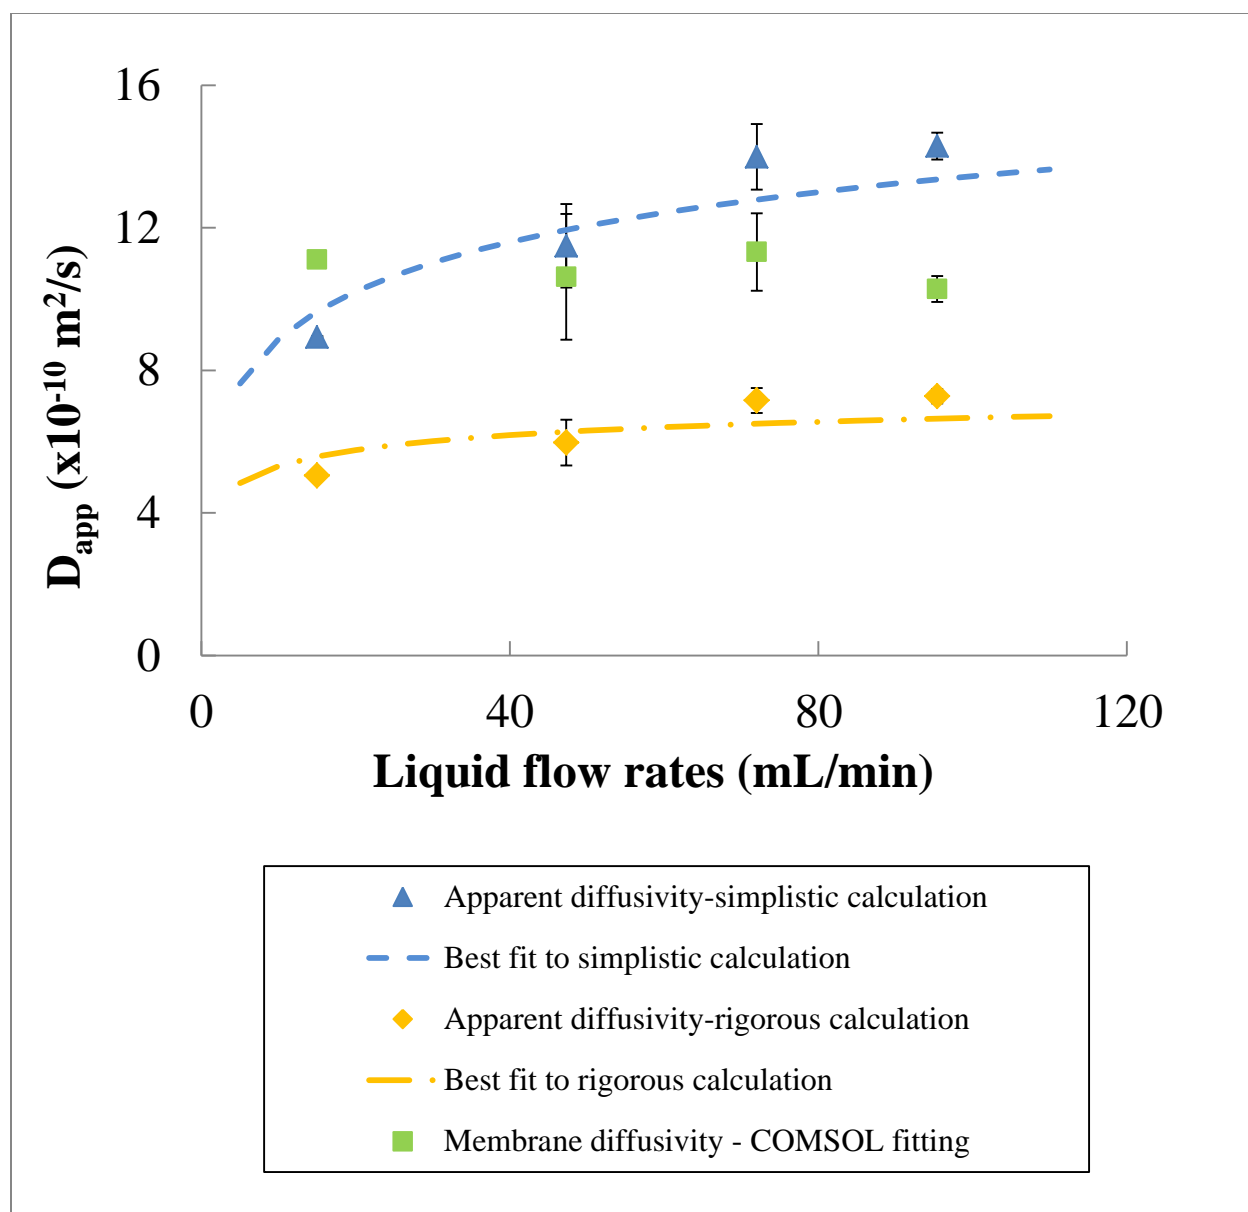 16
12
8
4
0
D_app (x10^-10 m^2/s)
0 40 80 120
Liquid flow rates (mL/min)
Apparent diffusivity-simplistic calculation
Best fit to simplistic calculation
Apparent diffusivity-rigorous calculation
Best fit to rigorous calculation
Membrane diffusivity - COMSOL fitting